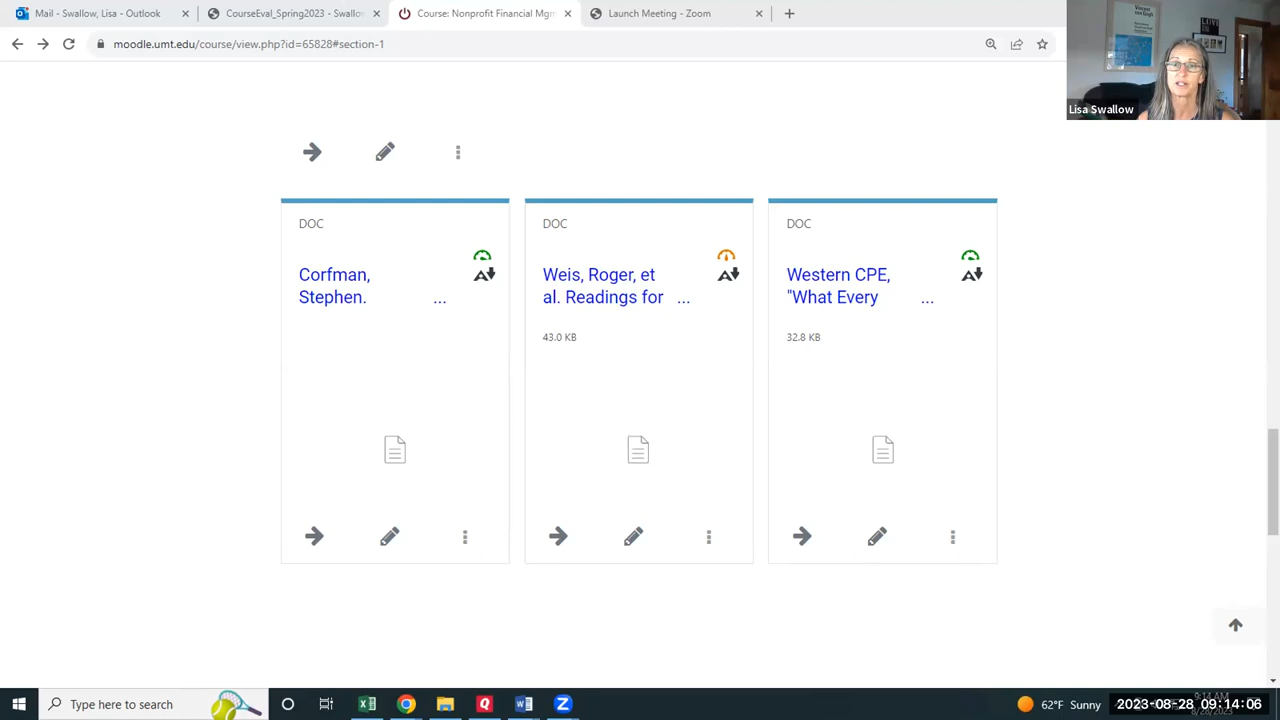 Mail - Swallow, Lisa - Outlook
CourseEval_Spring2023 - Swallow
Course: Nonprofit Financial Mgm
Launch Meeting - Zoom
moodle.umt.edu/course/view.php?id=65828#section-1
Lisa Swallow
DOC
Corfman,
Stephen. ...
DOC
Weis, Roger, et
al. Readings for ...
43.0 KB
DOC
Western CPE,
"What Every ...
32.8 KB
Type here to search
62°F Sunny
2023-08-28 09:14:06